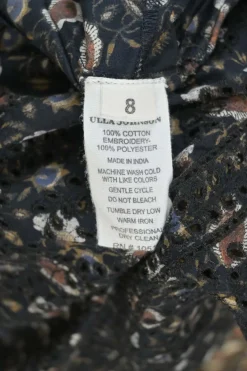 8
ULLA JOHNSON
100% COTTON
EMBROIDERY-
100% POLYESTER
MADE IN INDIA
MACHINE WASH COLD
WITH LIKE COLORS
GENTLE CYCLE
DO NOT BLEACH
TUMBLE DRY LOW
WARM IRON
PROFESSIONAL
DRY CLEAN
RN #